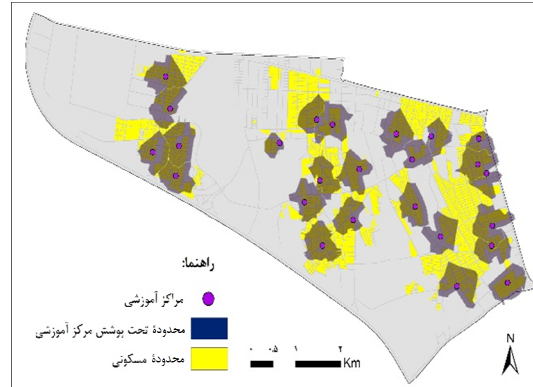 راهنما:
مراکز آموزشی
محدودهٔ تحت پوشش مرکز آموزشی
محدودهٔ مسکونی
۰ ۰.۵ ۱ ۲
Km
N